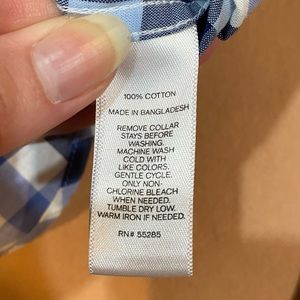 100% COTTON
MADE IN BANGLADESH
REMOVE COLLAR
STAYS BEFORE
WASHING.
MACHINE WASH
COLD WITH
LIKE COLORS.
GENTLE CYCLE.
ONLY NON-
CHLORINE BLEACH
WHEN NEEDED.
TUMBLE DRY LOW.
WARM IRON IF NEEDED.
RN# 55285